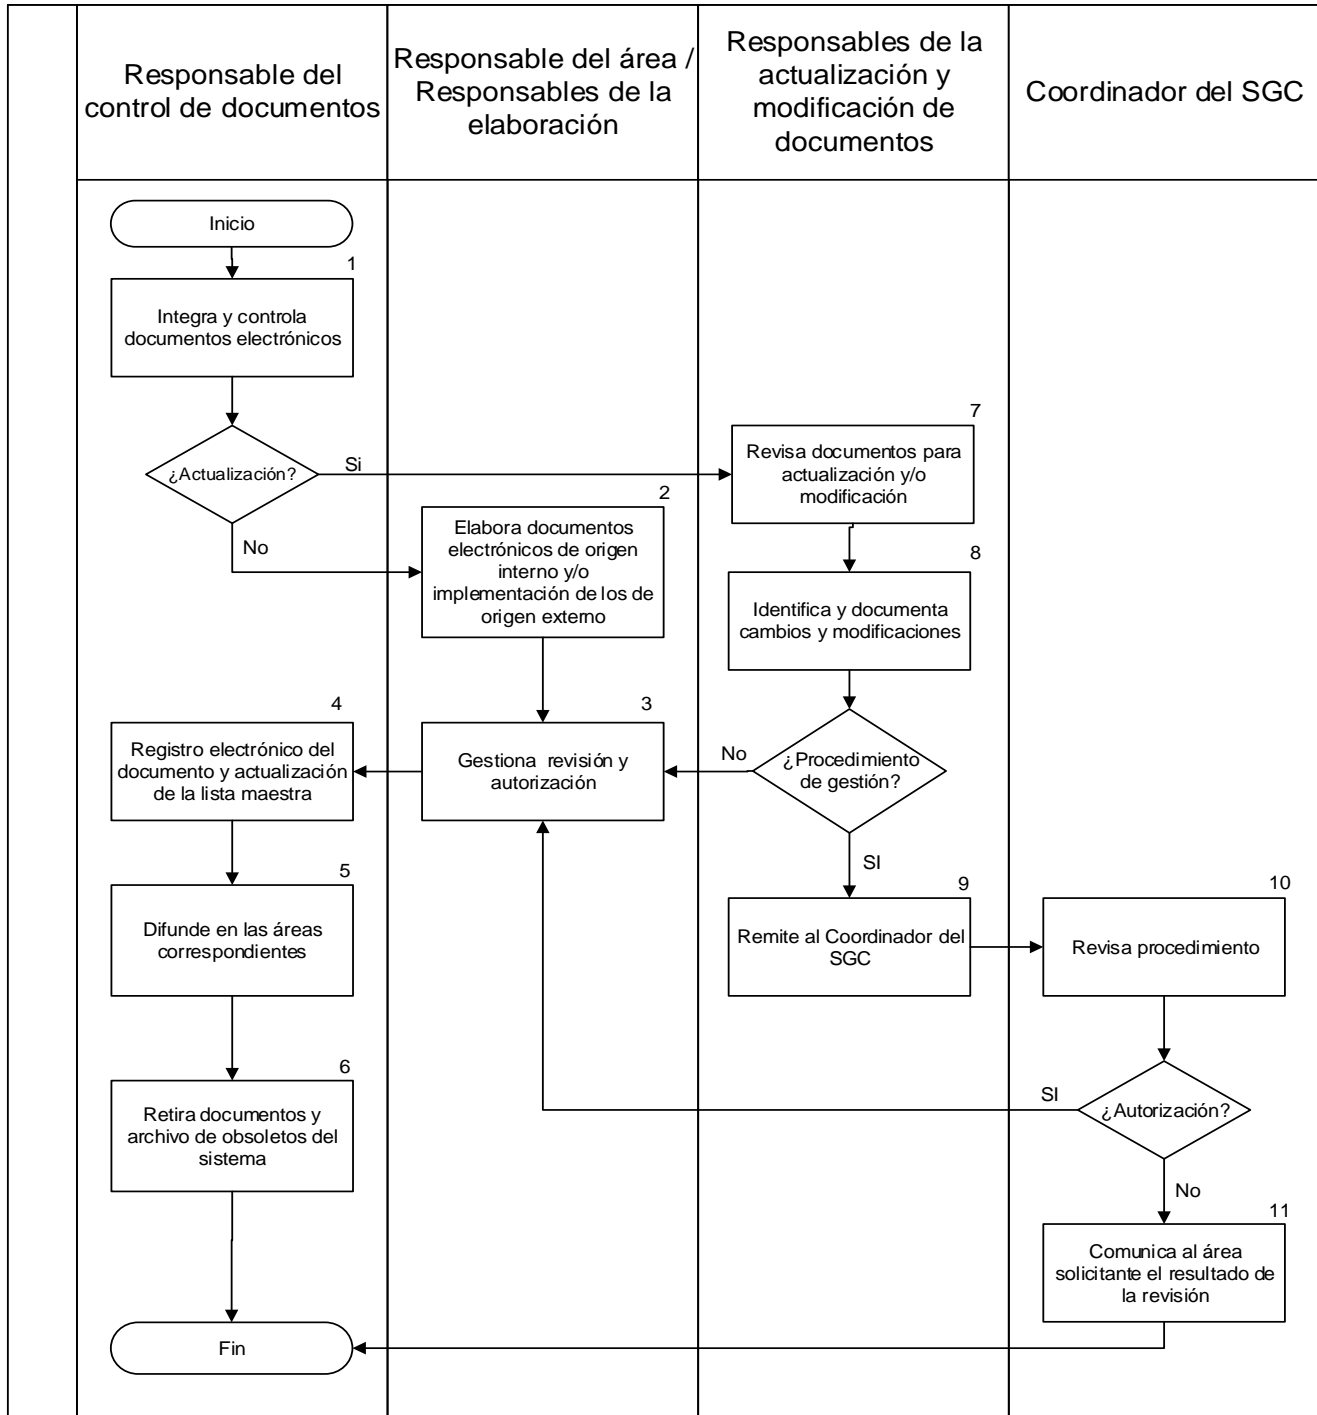 Responsable del
control de documentos
Responsable del área /
Responsables de la
elaboración
Responsables de la
actualización y
modificación de
documentos
Coordinador del SGC
Inicio
1
Integra y controla
documentos electrónicos
¿Actualización?
Si
No
2
Elabora documentos
electrónicos de origen
interno y/o
implementación de los de
origen externo
7
Revisa documentos para
actualización y/o
modificación
8
Identifica y documenta
cambios y modificaciones
3
Gestiona revisión y
autorización
4
Registro electrónico del
documento y actualización
de la lista maestra
No
¿Procedimiento
de gestión?
SI
5
Difunde en las áreas
correspondientes
9
Remite al Coordinador del
SGC
10
Revisa procedimiento
6
Retira documentos y
archivo de obsoletos del
sistema
SI
¿Autorización?
No
11
Comunica al área
solicitante el resultado de
la revisión
Fin